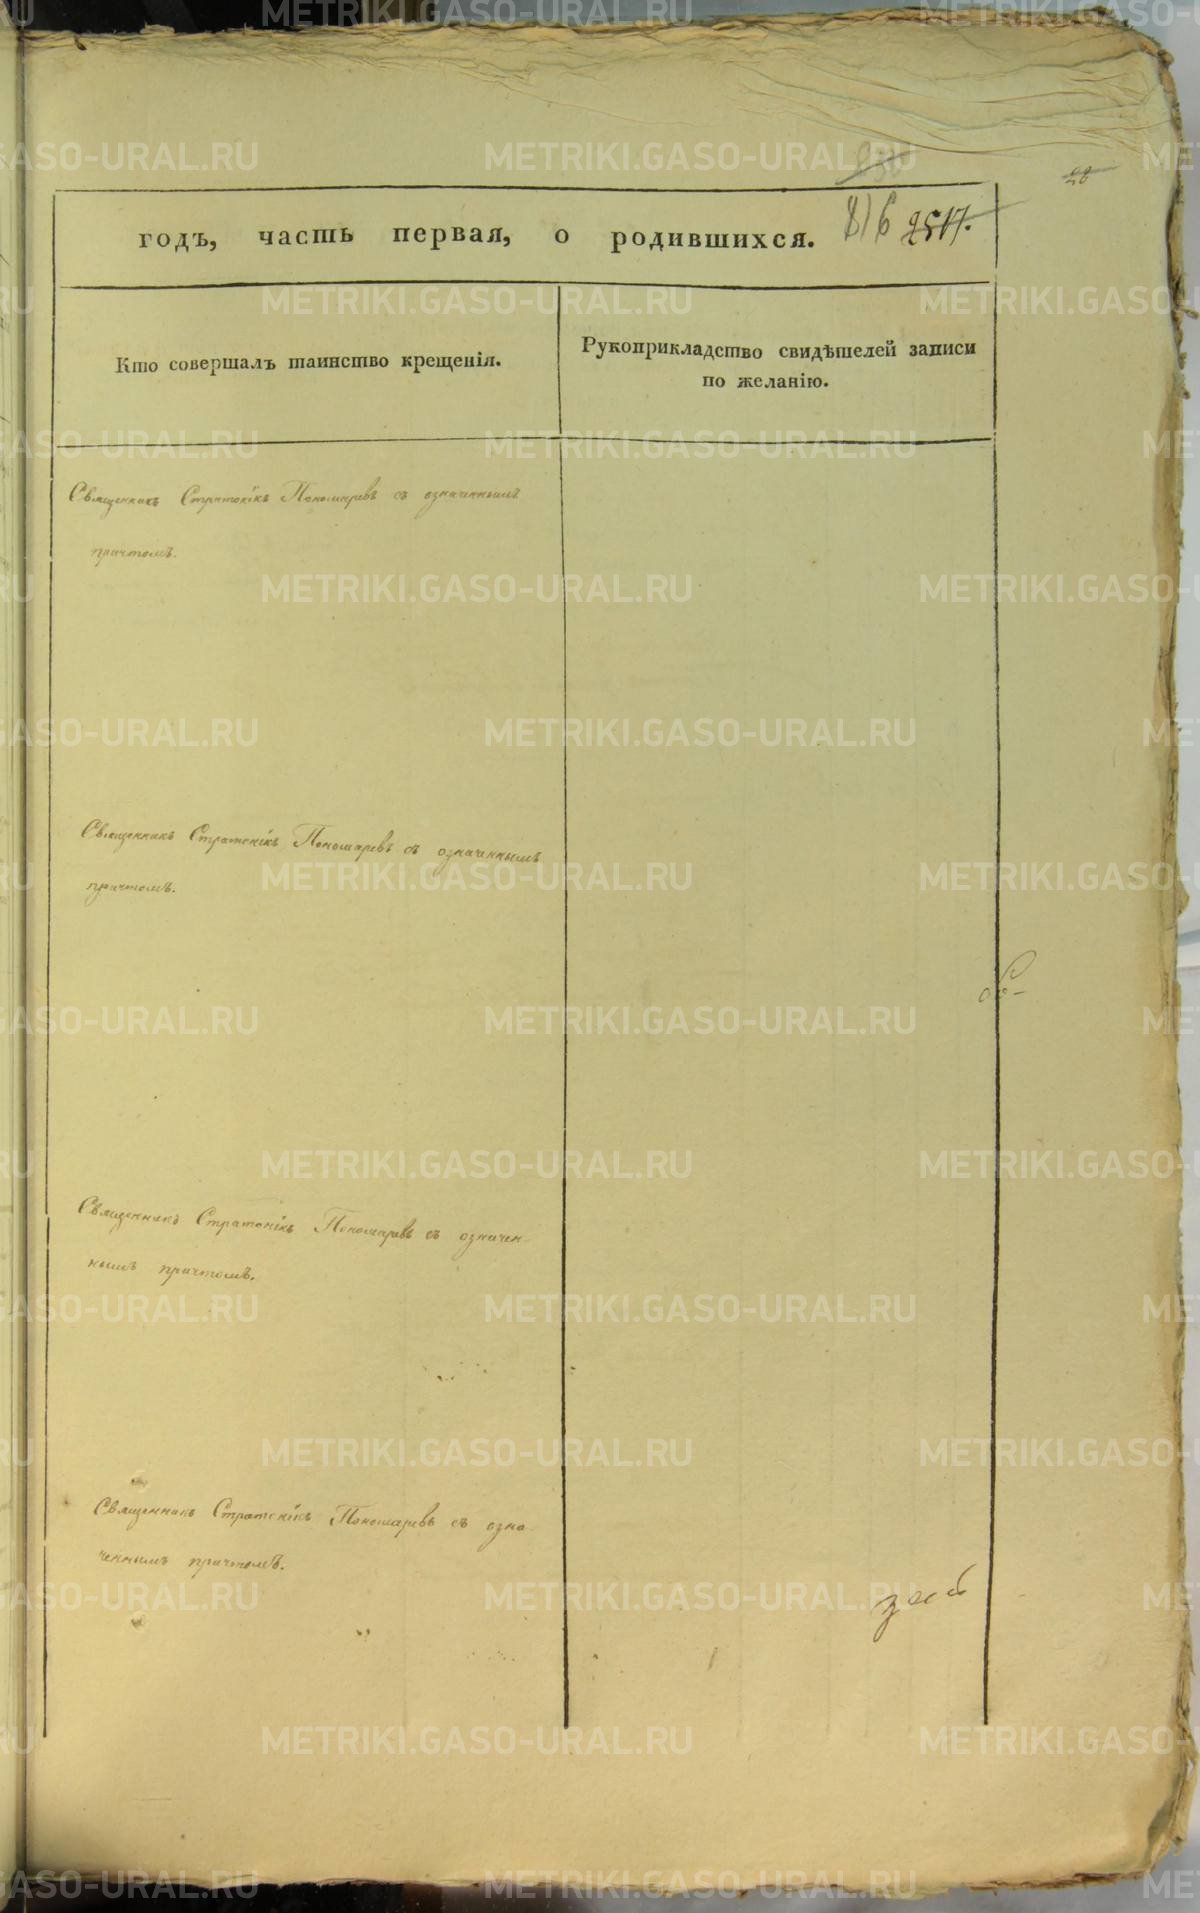 28
годъ, часть первая, о родившихся. 816 2517.
Кто совершалъ таинство крещенія.
Рукоприкладство свидѣтелей записи
по желанію.
Священникъ Стратоникъ Пономаревъ съ означеннымъ
причтомъ.
Священникъ Стратоникъ Пономаревъ съ означеннымъ
причтомъ.
Священникъ Стратоникъ Пономаревъ съ означен-
нымъ причтомъ.
Священникъ Стратоникъ Пономаревъ съ озна-
ченнымъ причтомъ.
METRIKI.GASO-URAL.RU